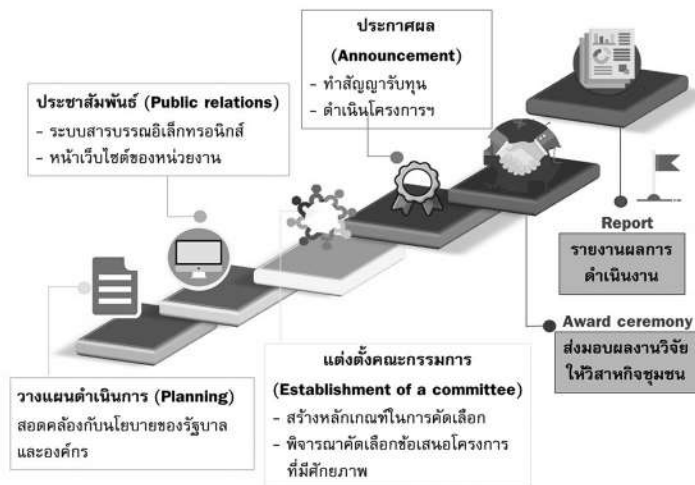 ประกาศผล
(Announcement)
- ทำสัญญารับทุน
- ดำเนินโครงการฯ
ประชาสัมพันธ์ (Public relations)
- ระบบสารบรรณอิเล็กทรอนิกส์
- หน้าเว็บไซต์ของหน่วยงาน
Report
รายงานผลการ
ดำเนินงาน
Award ceremony
ส่งมอบผลงานวิจัย
ให้วิสาหกิจชุมชน
วางแผนดำเนินการ (Planning)
สอดคล้องกับนโยบายของรัฐบาล
และองค์กร
แต่งตั้งคณะกรรมการ
(Establishment of a committee)
- สร้างหลักเกณฑ์ในการคัดเลือก
- พิจารณาคัดเลือกข้อเสนอโครงการ
ที่มีศักยภาพ